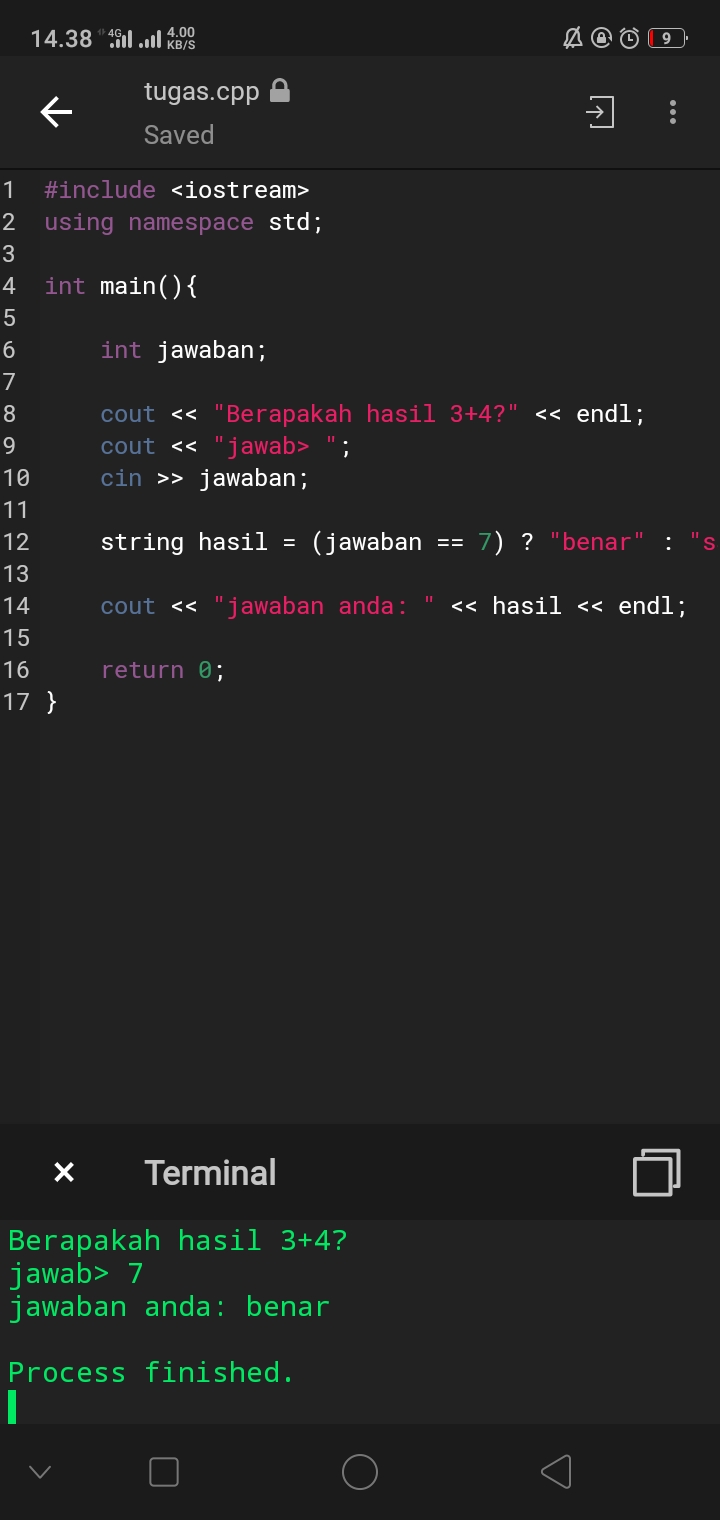 14.38 4G 4.00 KB/S 9
tugas.cpp
Saved
1 #include <iostream>
2 using namespace std;
3
4 int main(){
5
6     int jawaban;
7
8     cout << "Berapakah hasil 3+4?" << endl;
9     cout << "jawab> ";
10     cin >> jawaban;
11
12     string hasil = (jawaban == 7) ? "benar" : "s
13
14     cout << "jawaban anda: " << hasil << endl;
15
16     return 0;
17 }
× Terminal
Berapakah hasil 3+4?
jawab> 7
jawaban anda: benar
Process finished.